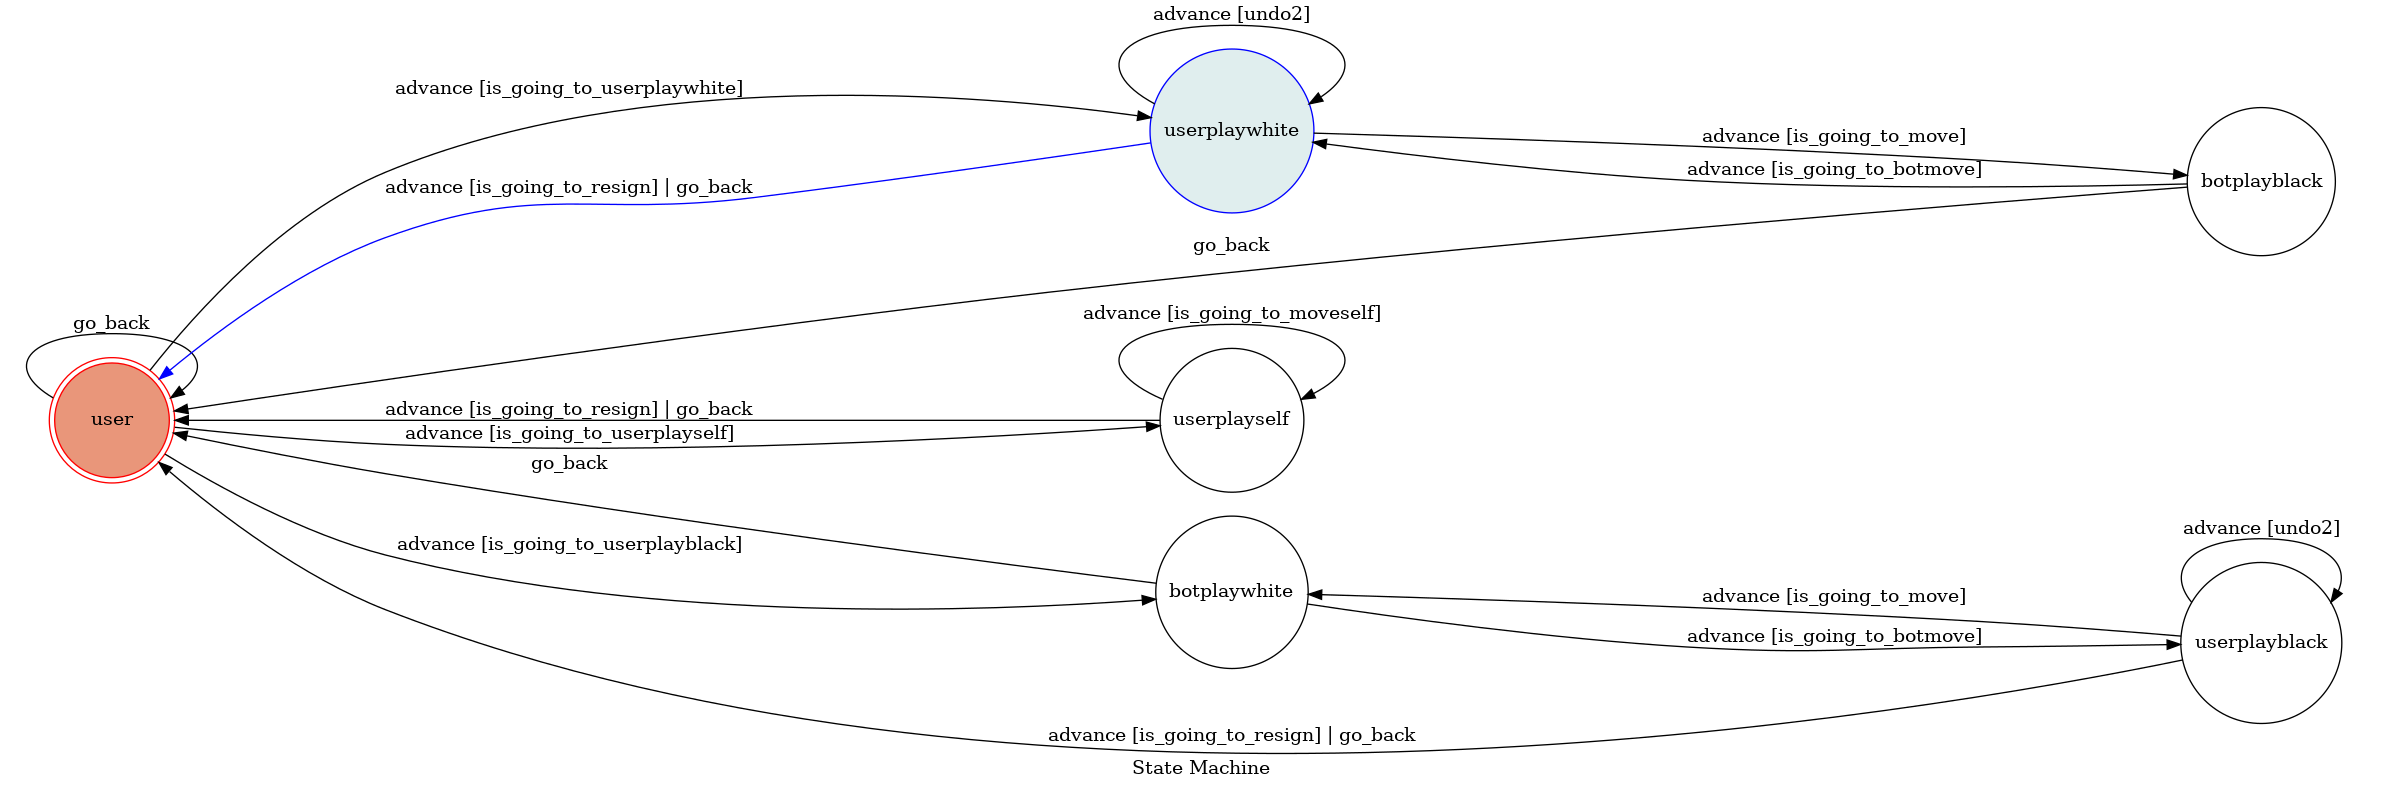 advance [undo2]
advance [is_going_to_userplaywhite]
userplaywhite
advance [is_going_to_move]
advance [is_going_to_botmove]
botplayblack
advance [is_going_to_resign] | go_back
go_back
advance [is_going_to_moveself]
go_back
user
advance [is_going_to_resign] | go_back
userplayself
advance [is_going_to_userplayself]
go_back
advance [is_going_to_userplayblack]
advance [undo2]
botplaywhite
advance [is_going_to_move]
advance [is_going_to_botmove]
userplayblack
advance [is_going_to_resign] | go_back
State Machine